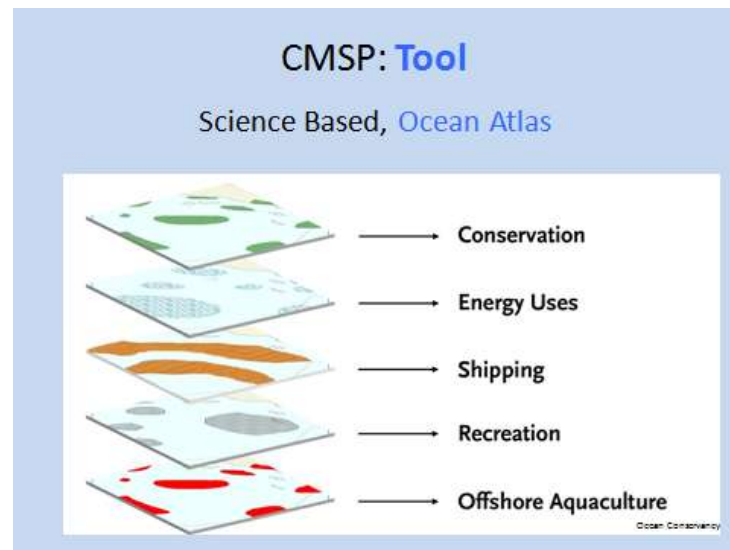 CMSP: Tool
Science Based, Ocean Atlas
Conservation
Energy Uses
Shipping
Recreation
Offshore Aquaculture
Ocean Conservancy